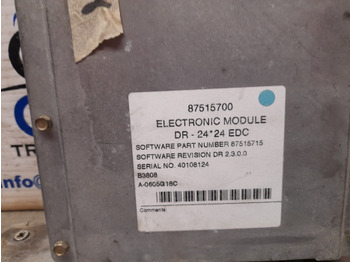 87515700
ELECTRONIC MODULE
DR - 24*24 EDC
SOFTWARE PART NUMBER 87515715
SOFTWARE REVISION DR 2.3.0.0
SERIAL NO. 40108124
B3808
A-06050318C
Comments: